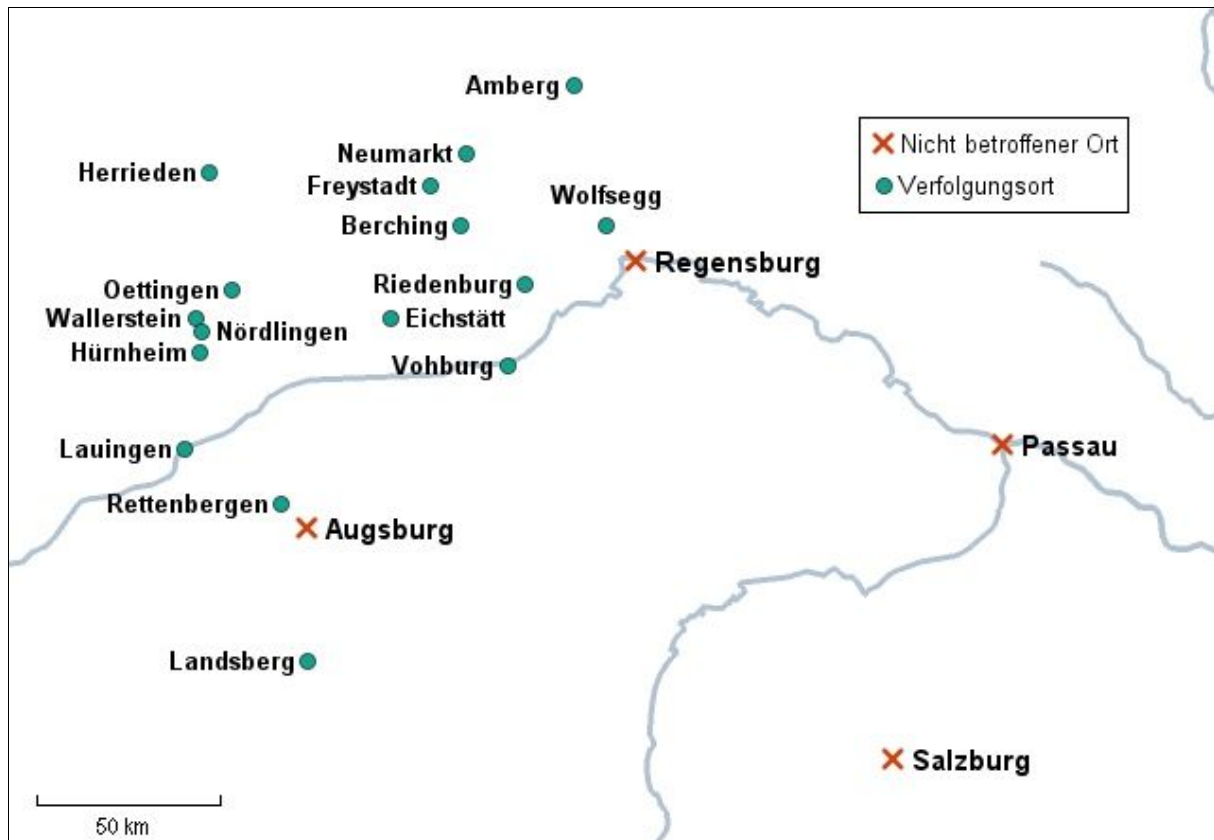 Amberg
Nicht betroffener Ort
Verfolgungsort
Neumarkt
Herrieden
Freystadt
Wolfsegg
Berching
Regensburg
Riedenburg
Oettingen
Wallerstein
Eichstätt
Nördlingen
Hürnheim
Vohburg
Lauingen
Passau
Rettenbergen
Augsburg
Landsberg
Salzburg
50 km